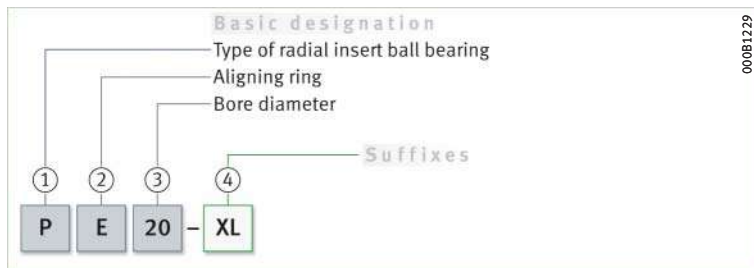 Basic designation
Type of radial insert ball bearing
Aligning ring
Bore diameter
Suffixes
1 2 3 4
P E 20 – XL
000B1229